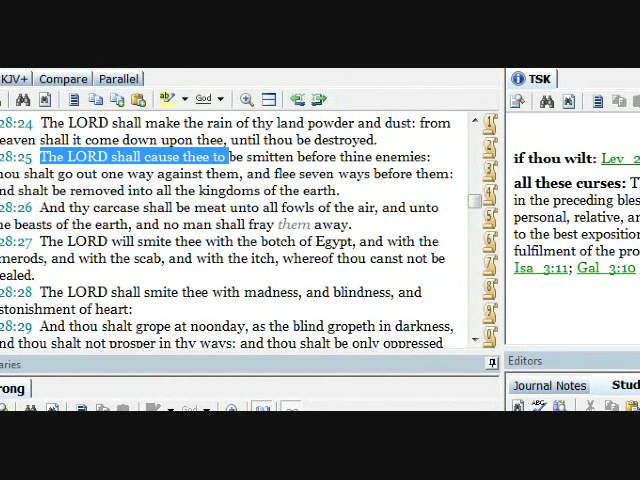 KJV+ Compare Parallel
TSK
ab
God
28:24 The LORD shall make the rain of thy land powder and dust: from
eaven shall it come down upon thee, until thou be destroyed.
28:25 The LORD shall cause thee to be smitten before thine enemies:
hou shalt go out one way against them, and flee seven ways before them:
nd shalt be removed into all the kingdoms of the earth.
28:26 And thy carcase shall be meat unto all fowls of the air, and unto
he beasts of the earth, and no man shall fray them away.
28:27 The LORD will smite thee with the botch of Egypt, and with the
merods, and with the scab, and with the itch, whereof thou canst not be
ealed.
28:28 The LORD shall smite thee with madness, and blindness, and
stonishment of heart:
28:29 And thou shalt grope at noonday, as the blind gropeth in darkness,
nd thou shalt not prosper in thy ways: and thou shalt be only oppressed
if thou wilt: Lev 2
all these curses: T
in the preceding bles
personal, relative, an
to the best exposition
fulfilment of the pro
Isa 3:11; Gal 3:10
aries
Editors
rong
Journal Notes Stud
ABC